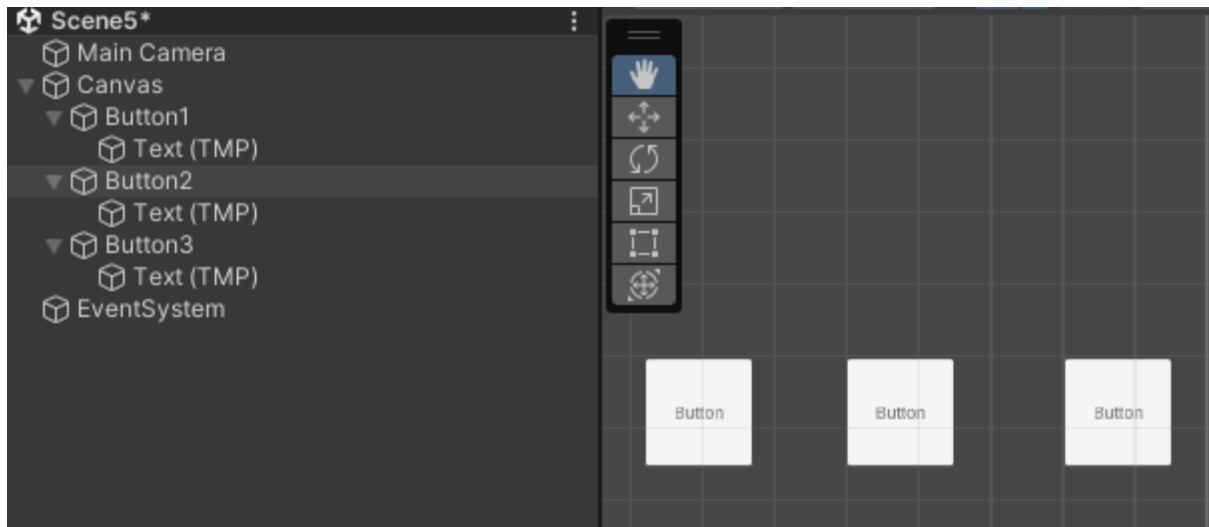 Scene5*
Main Camera
Canvas
Button1
Text (TMP)
Button2
Text (TMP)
Button3
Text (TMP)
EventSystem
Button Button Button